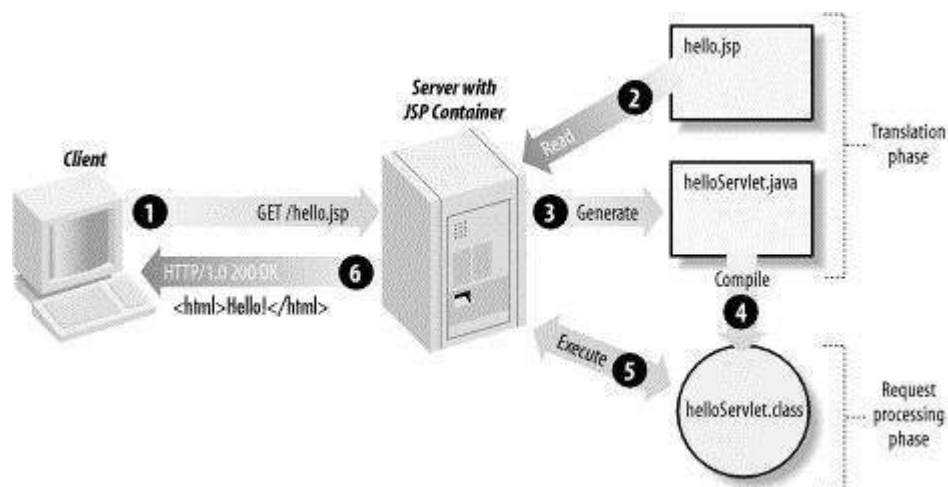 hello.jsp
Server with
JSP Container
2
Read
Translation
phase
Client
helloServlet.java
1
GET /hello.jsp
3
Generate
HTTP/1.0 200 OK
6
<html>Hello!</html>
Compile
4
Execute
5
helloServlet.class
Request
processing
phase